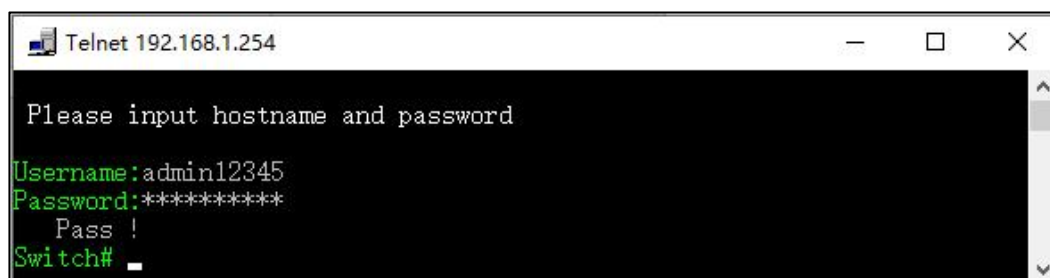 Telnet 192.168.1.254
Please input hostname and password
Username:admin12345
Password:**********
Pass !
Switch#